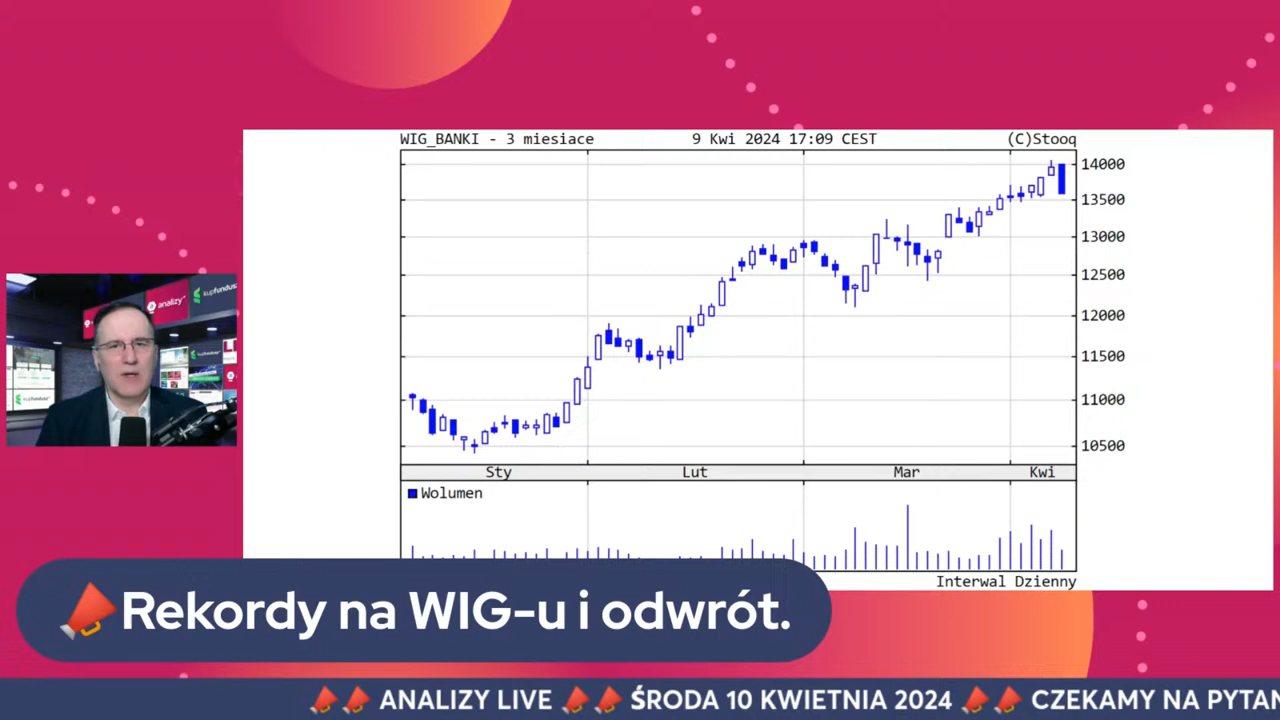 WIG_BANKI - 3 miesiace 9 Kwi 2024 17:09 CEST (C)Stooq
14000
13500
13000
12500
12000
11500
11000
10500
Sty Lut Mar Kwi
Wolumen
Interwal Dzienny
analizy
kupfundusz
Rekordy na WIG-u i odwrót.
ANALIZY LIVE ŚRODA 10 KWIETNIA 2024 CZEKAMY NA PYTAN